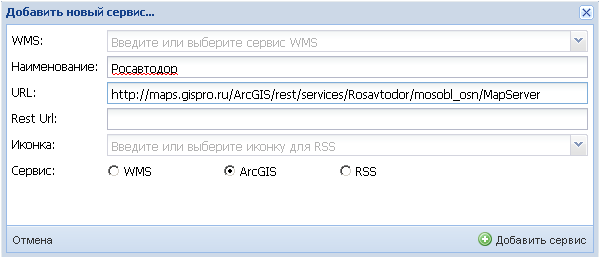 Добавить новый сервис...
WMS: Введите или выберите сервис WMS
Наименование: Росавтодор
URL: http://maps.gispro.ru/ArcGIS/rest/services/Rosavtodor/mosobl_osn/MapServer
Rest Url:
Иконка: Введите или выберите иконку для RSS
Сервис: WMS ArcGIS RSS
Отмена Добавить сервис